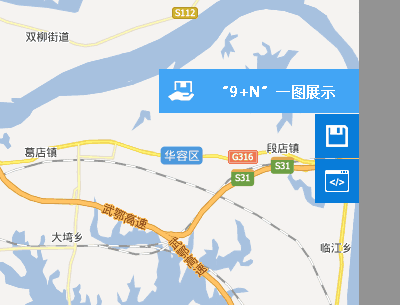 S112
双柳街道
“9+N”一图展示
葛店镇
华容区
G316
段店镇
S31
S31
武鄂高速
大塆乡
武鄂高速
临江乡